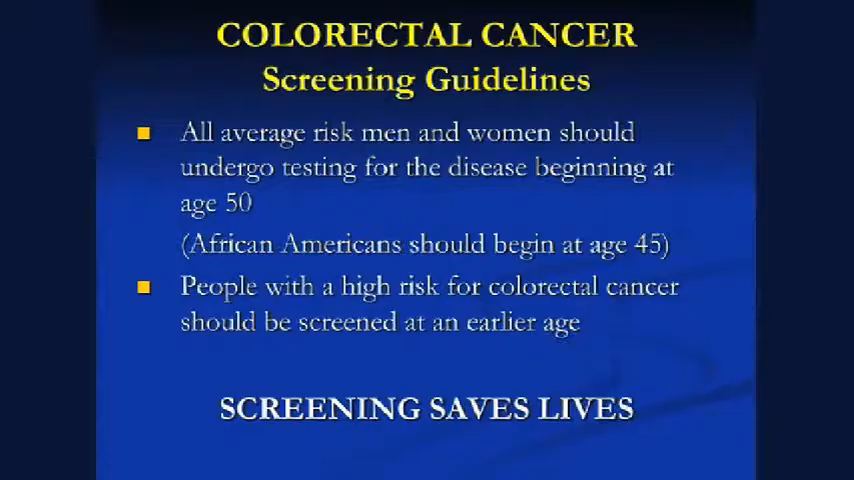 COLORECTAL CANCER
Screening Guidelines
All average risk men and women should
undergo testing for the disease beginning at
age 50
(African Americans should begin at age 45)
People with a high risk for colorectal cancer
should be screened at an earlier age
SCREENING SAVES LIVES